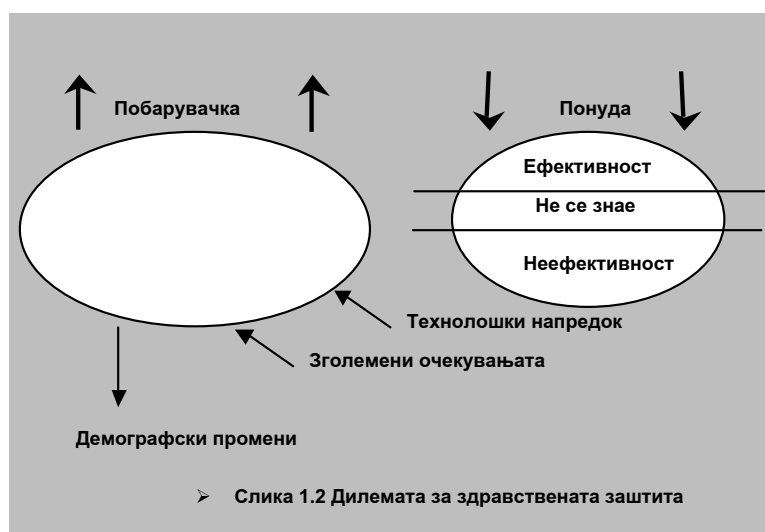 Побарувачка
Понуда
Ефективност
Не се знае
Неефективност
Технолошки напредок
Зголемени очекувањата
Демографски промени
➢ Слика 1.2 Дилемата за здравствената заштита